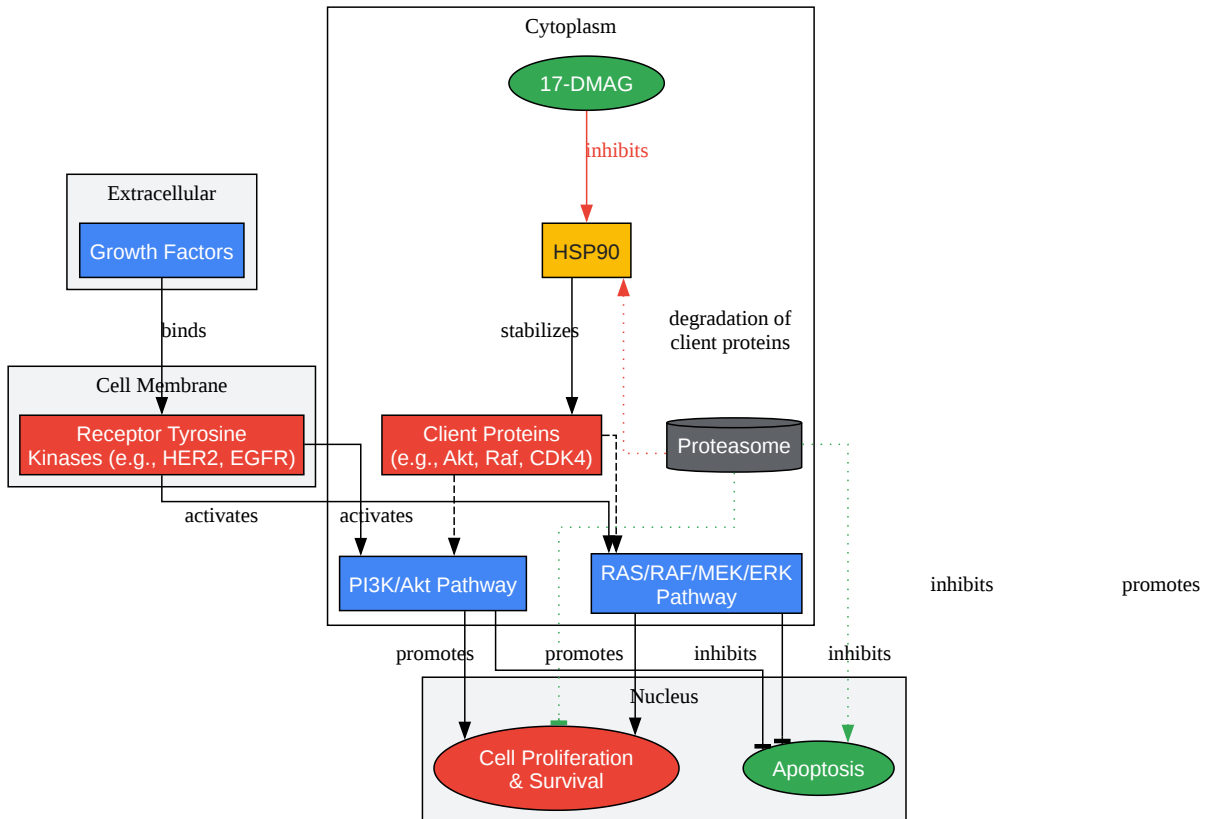 Cytoplasm
17-DMAG
inhibits
Extracellular
Growth Factors
HSP90
binds
stabilizes
degradation of
client proteins
Cell Membrane
Receptor Tyrosine
Kinases (e.g., HER2, EGFR)
Client Proteins
(e.g., Akt, Raf, CDK4)
Proteasome
activates
activates
PI3K/Akt Pathway
RAS/RAF/MEK/ERK
Pathway
inhibits
promotes
promotes
promotes
inhibits
inhibits
Nucleus
Cell Proliferation
& Survival
Apoptosis